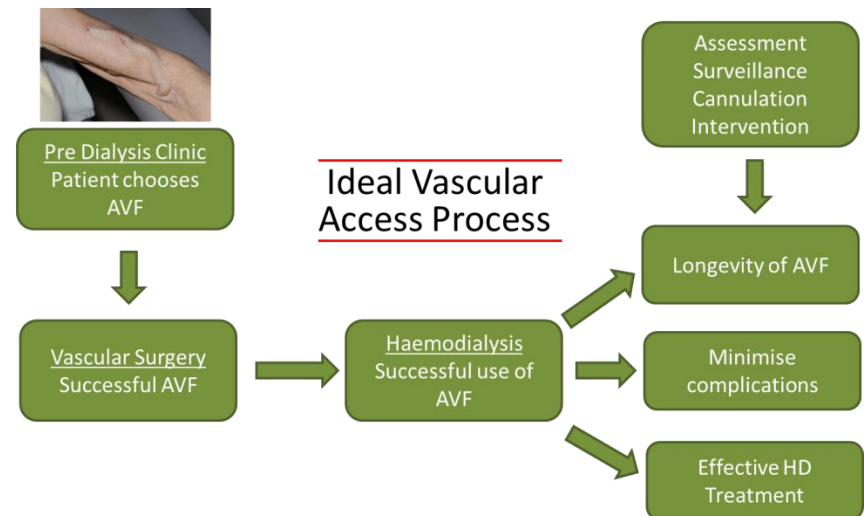 Pre Dialysis Clinic
Patient chooses
AVF
Ideal Vascular
Access Process
Assessment
Surveillance
Cannulation
Intervention
Longevity of AVF
Vascular Surgery
Successful AVF
Haemodialysis
Successful use of
AVF
Minimise
complications
Effective HD
Treatment